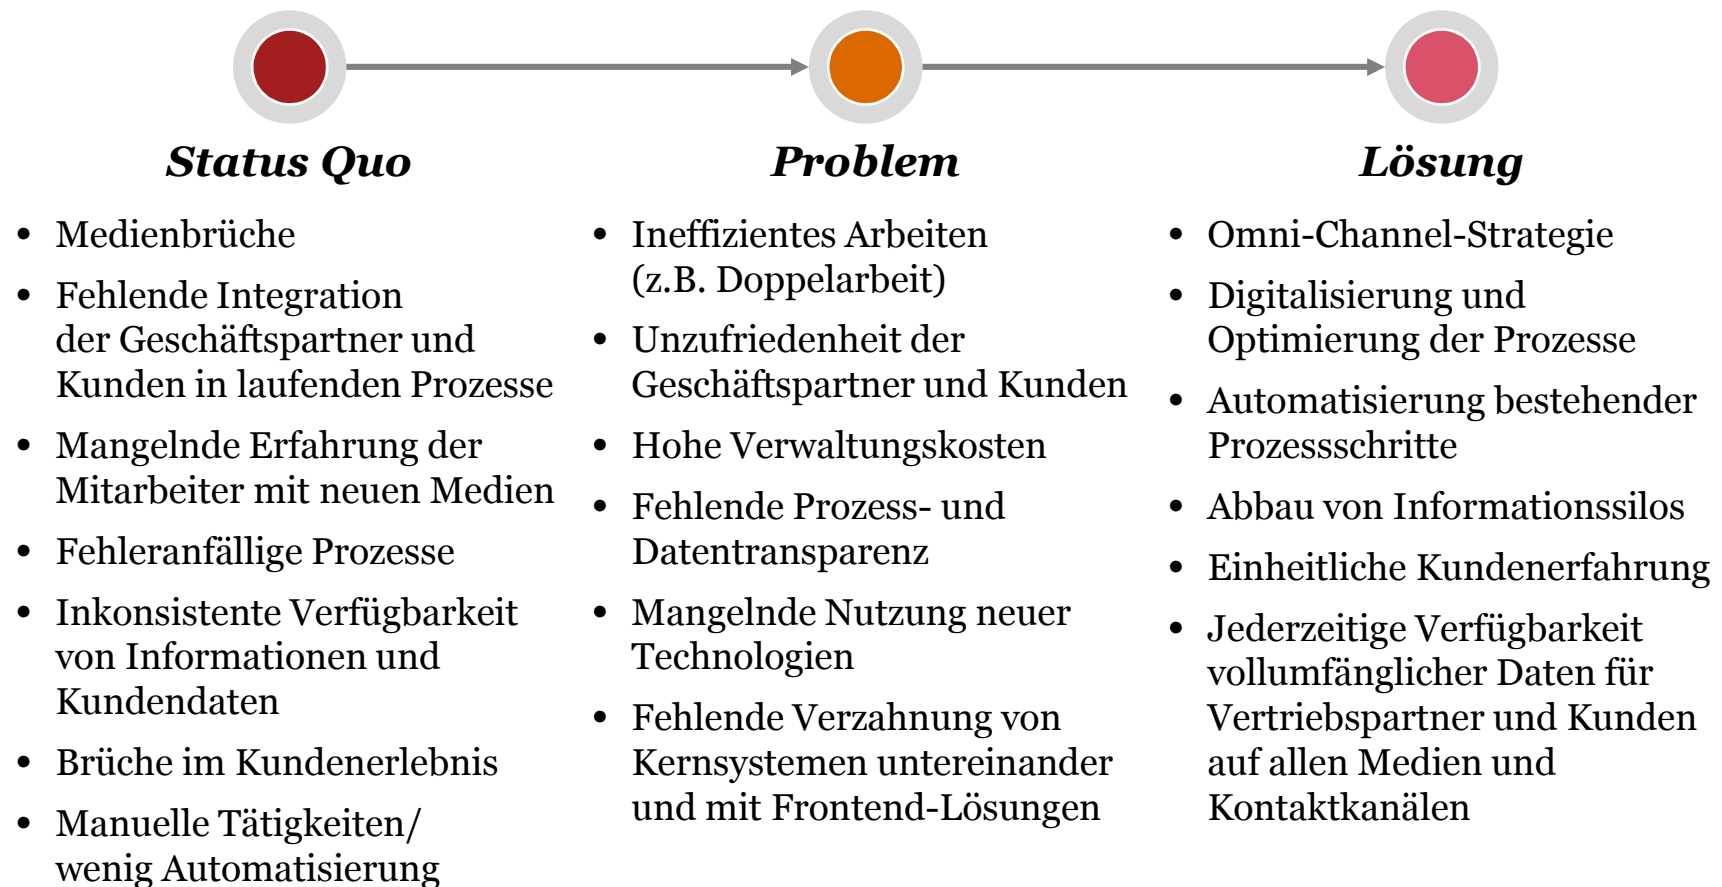 Status Quo
• Medienbrüche
• Fehlende Integration
der Geschäftspartner und
Kunden in laufenden Prozesse
• Mangelnde Erfahrung der
Mitarbeiter mit neuen Medien
• Fehleranfällige Prozesse
• Inkonsistente Verfügbarkeit
von Informationen und
Kundendaten
• Brüche im Kundenerlebnis
• Manuelle Tätigkeiten/
wenig Automatisierung
Problem
• Ineffizientes Arbeiten
(z.B. Doppelarbeit)
• Unzufriedenheit der
Geschäftspartner und Kunden
• Hohe Verwaltungskosten
• Fehlende Prozess- und
Datentransparenz
• Mangelnde Nutzung neuer
Technologien
• Fehlende Verzahnung von
Kernsystemen untereinander
und mit Frontend-Lösungen
Lösung
• Omni-Channel-Strategie
• Digitalisierung und
Optimierung der Prozesse
• Automatisierung bestehender
Prozessschritte
• Abbau von Informationssilos
• Einheitliche Kundenerfahrung
• Jederzeitige Verfügbarkeit
vollumfänglicher Daten für
Vertriebspartner und Kunden
auf allen Medien und
Kontaktkanälen